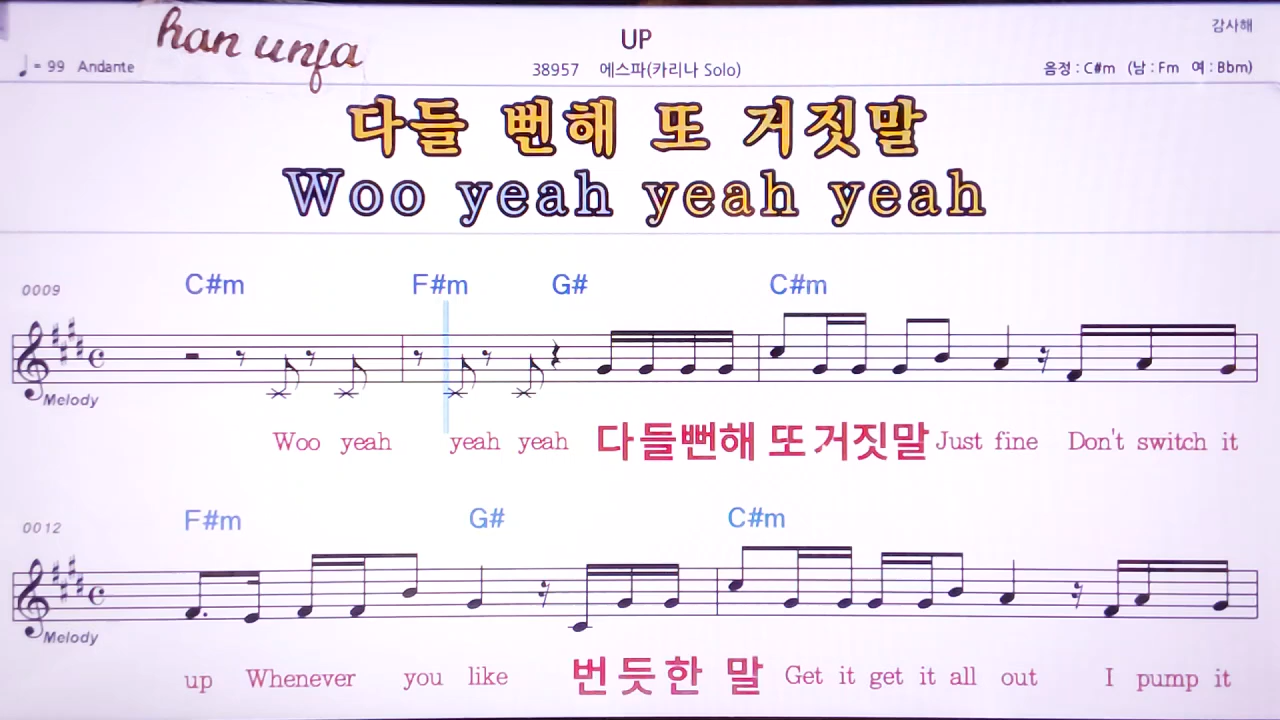 han unfa
UP
감사해
♩= 99 Andante
38957 에스파(카리나 Solo)
음정 : C#m (남 : Fm 여 : Bbm)
다들 뻔해 또 거짓말
Woo yeah yeah yeah
0009
C#m F#m G# C#m
Melody
Woo yeah yeah yeah 다들뻔해 또거짓말 Just fine Don't switch it
0012
F#m G# C#m
Melody
up Whenever you like 번듯한 말 Get it get it all out I pump it